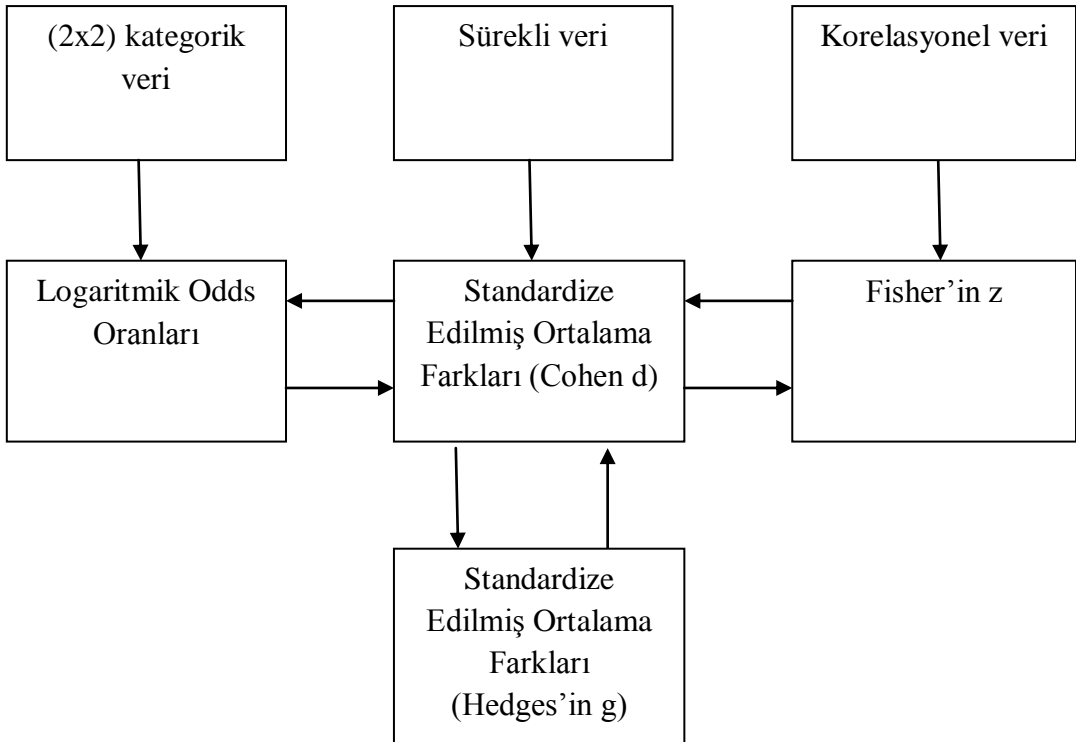 (2x2) kategorik
veri
Sürekli veri
Korelasyonel veri
Logaritmik Odds
Oranları
Standardize
Edilmiş Ortalama
Farkları (Cohen d)
Fisher’in z
Standardize
Edilmiş Ortalama
Farkları
(Hedges’in g)